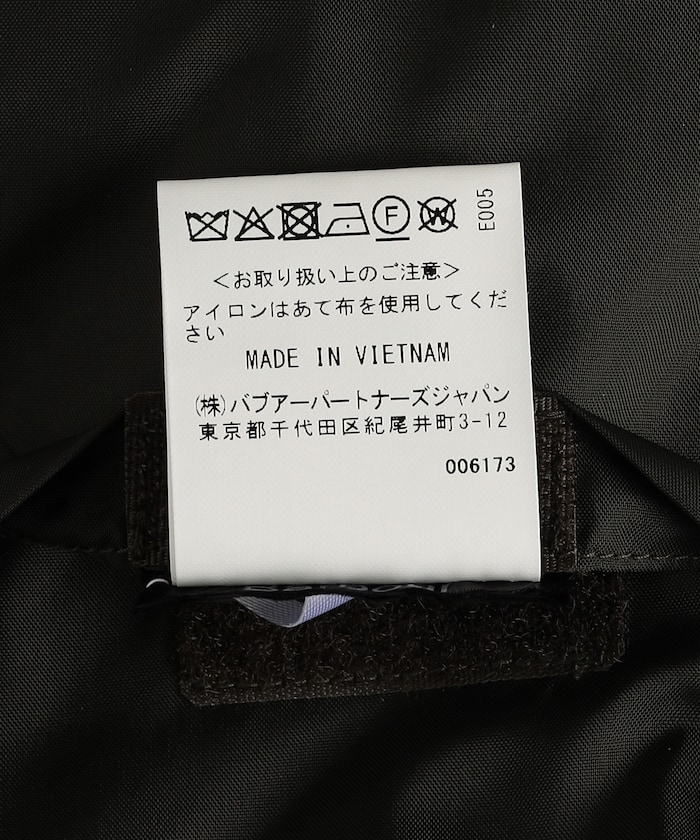 F W E005
＜お取り扱い上のご注意＞
アイロンはあて布を使用してくだ
さい
MADE IN VIETNAM
(株)バブアーパートナーズジャパン
東京都千代田区紀尾井町3-12
006173